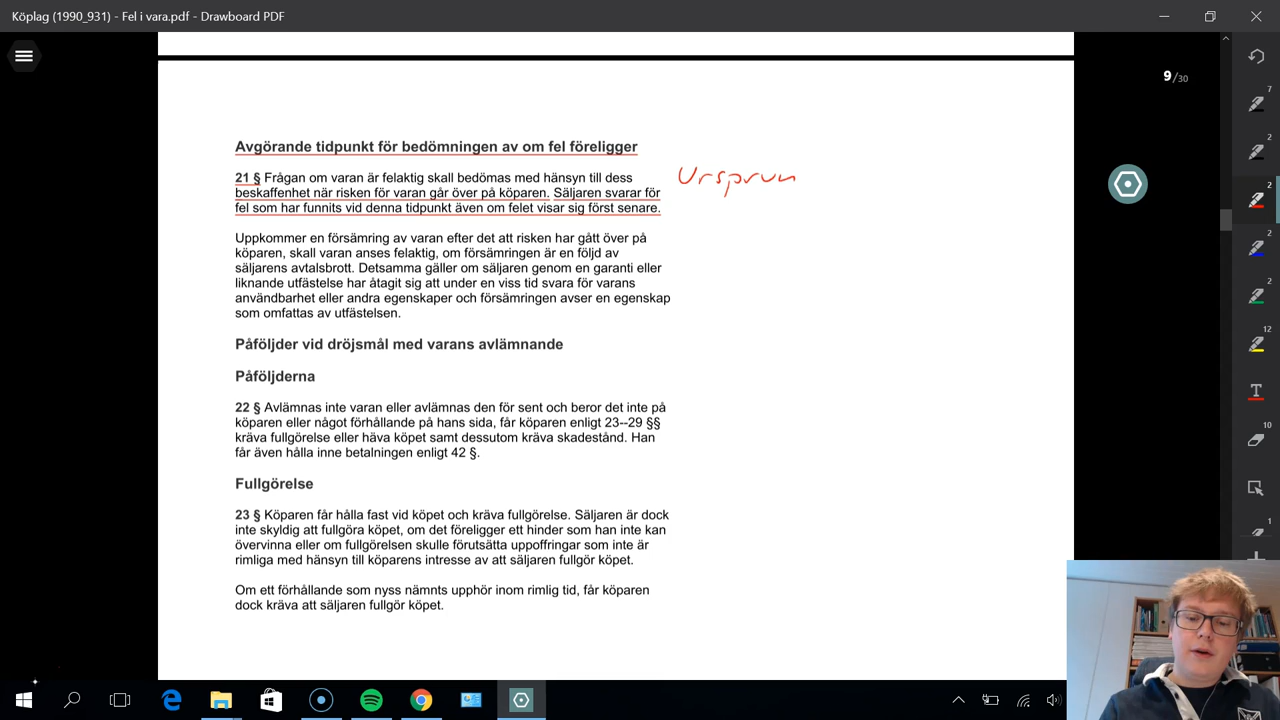 Köplag (1990_931) - Fel i vara.pdf - Drawboard PDF
9/30
Avgörande tidpunkt för bedömningen av om fel föreligger
21 § Frågan om varan är felaktig skall bedömas med hänsyn till dess
beskaffenhet när risken för varan går över på köparen. Säljaren svarar för
fel som har funnits vid denna tidpunkt även om felet visar sig först senare.
Ursprun
Uppkommer en försämring av varan efter det att risken har gått över på
köparen, skall varan anses felaktig, om försämringen är en följd av
säljarens avtalsbrott. Detsamma gäller om säljaren genom en garanti eller
liknande utfästelse har åtagit sig att under en viss tid svara för varans
användbarhet eller andra egenskaper och försämringen avser en egenskap
som omfattas av utfästelsen.
Påföljder vid dröjsmål med varans avlämnande
Påföljderna
22 § Avlämnas inte varan eller avlämnas den för sent och beror det inte på
köparen eller något förhållande på hans sida, får köparen enligt 23--29 §§
kräva fullgörelse eller häva köpet samt dessutom kräva skadestånd. Han
får även hålla inne betalningen enligt 42 §.
Fullgörelse
23 § Köparen får hålla fast vid köpet och kräva fullgörelse. Säljaren är dock
inte skyldig att fullgöra köpet, om det föreligger ett hinder som han inte kan
övervinna eller om fullgörelsen skulle förutsätta uppoffringar som inte är
rimliga med hänsyn till köparens intresse av att säljaren fullgör köpet.
Om ett förhållande som nyss nämnts upphör inom rimlig tid, får köparen
dock kräva att säljaren fullgör köpet.
7
2
2
2
2
12
T
10
1